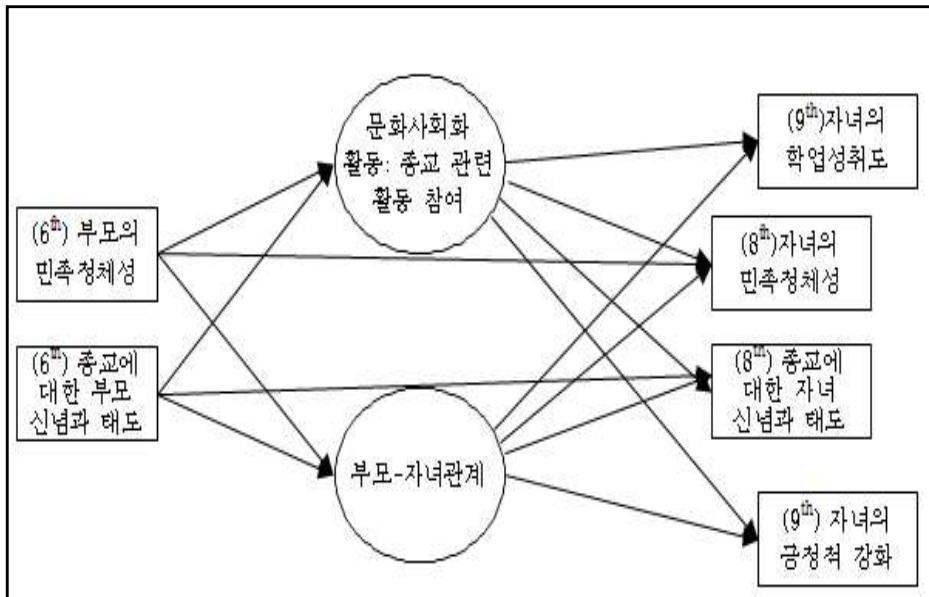 문화사회화
활동: 종교 관련
활동 참여
(6th) 부모의
민족정체성
(6th) 종교에
대한 부모
신념과 태도
부모-자녀관계
(9th)자녀의
학업성취도
(8th)자녀의
민족정체성
(8th) 종교에
대한 자녀
신념과 태도
(9th) 자녀의
긍정적 강화